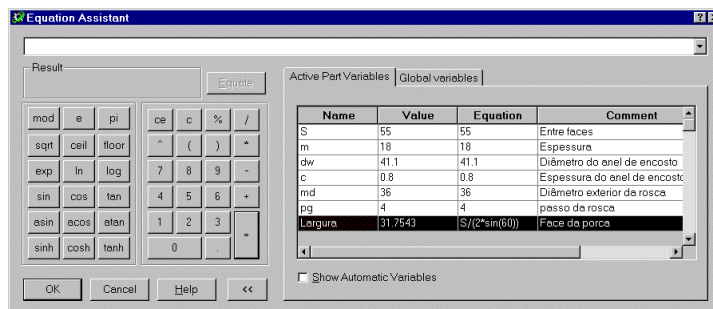 Equation Assistant
Result
Equate
mod e pi
sqrt ceil floor
exp ln log
sin cos tan
asin acos atan
sinh cosh tanh
ce c % /
^ ( ) *
7 8 9 -
4 5 6 +
1 2 3 =
0 .
OK Cancel Help <<
Active Part Variables Global variables
Name Value Equation Comment
S 55 55 Entre faces
m 18 18 Espessura
dw 41.1 41.1 Diâmetro do anel de encosto
c 0.8 0.8 Espessura do anel de encosto
md 36 36 Diâmetro exterior da rosca
pg 4 4 passo da rosca
Largura 31.7543 S/(2*sin(60)) Face da porca
Show Automatic Variables